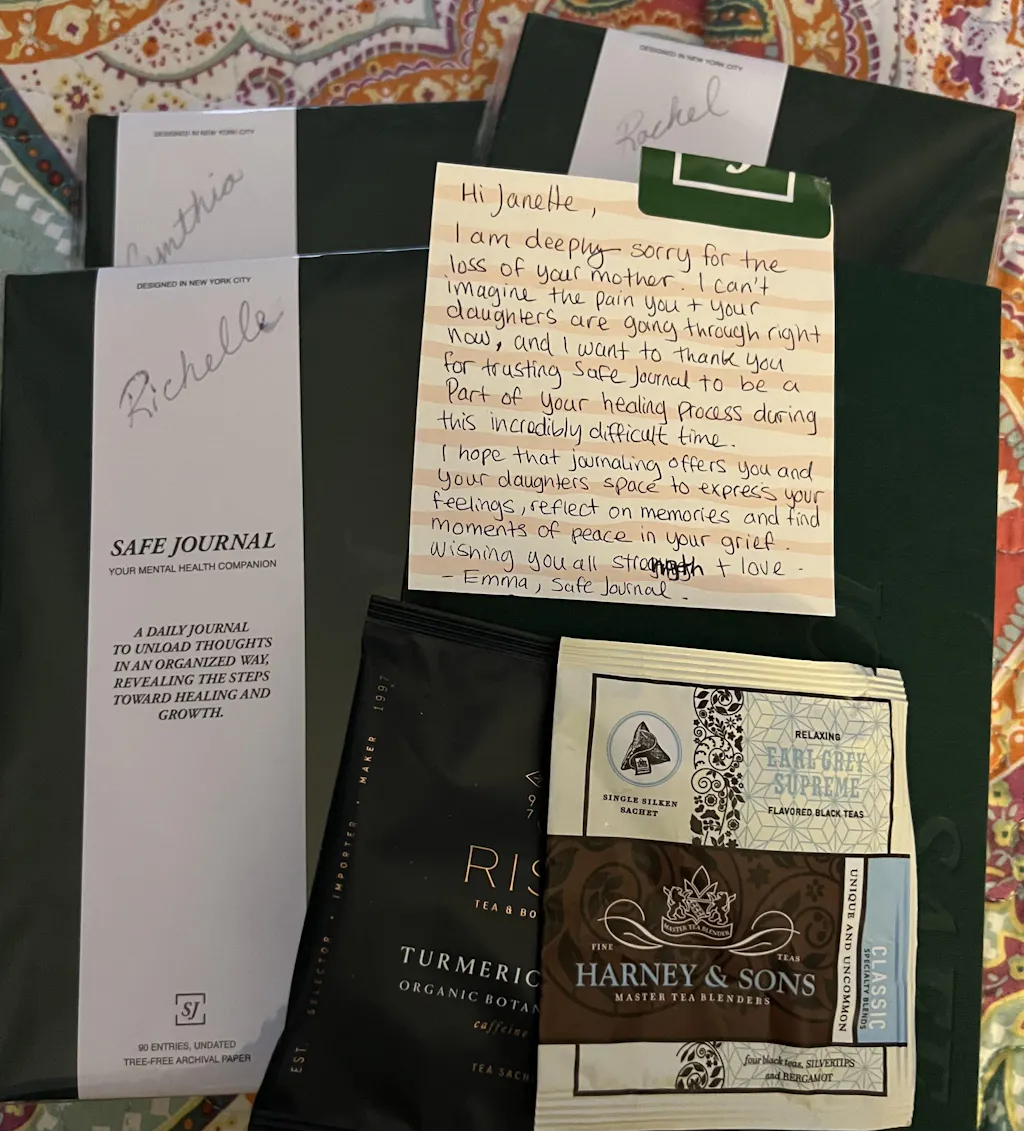 DESIGNED IN NEW YORK CITY
Rachel
DESIGNED IN NEW YORK CITY
Cynthia
DESIGNED IN NEW YORK CITY
Richelle
SAFE JOURNAL
YOUR MENTAL HEALTH COMPANION
A DAILY JOURNAL
TO UNLOAD THOUGHTS
IN AN ORGANIZED WAY,
REVEALING THE STEPS
TOWARD HEALING AND
GROWTH.
SJ
90 ENTRIES, UNDATED
TREE-FREE ARCHIVAL PAPER
Hi Janette,
I am deeply sorry for the
loss of your mother. I can't
imagine the pain you + your
daughters are going through right
now, and I want to thank you
for trusting Safe Journal to be a
part of your healing process during
this incredibly difficult time.
I hope that journaling offers you and
your daughters space to express your
feelings, reflect on memories and find
moments of peace in your grief.
Wishing you all strength + love.
- Emma, Safe Journal.
EST. SELECTOR • IMPORTER • MAKER 1997
9
7
RIS
TEA & BO
TURMERIC
ORGANIC BOTAN
caffeine
TEA SACH
SINGLE SILKEN
SACHET
RELAXING
EARL GREY
SUPREME
FLAVORED BLACK TEAS
MASTER TEA BLENDER
FINE
TEAS
HARNEY & SONS
MASTER TEA BLENDERS
UNIQUE AND UNCOMMON
CLASSIC
SPECIALTY BLENDS
four black teas, SILVERTIPS
and BERGAMOT